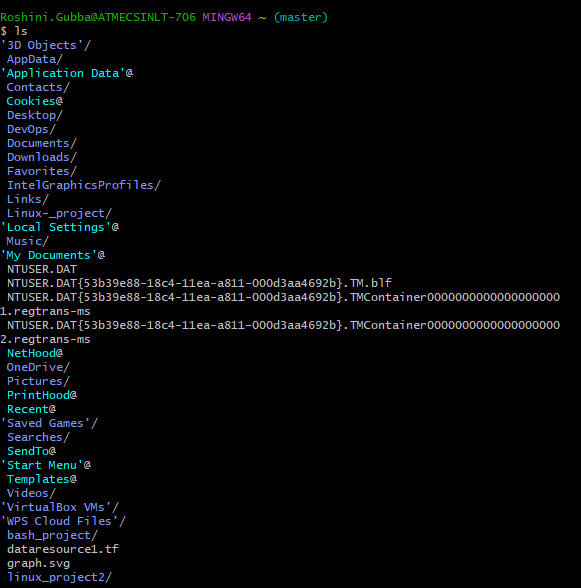 Roshini.Gubba@ATMECSINLT-706 MINGW64 ~ (master)
$ ls
'3D Objects'/
AppData/
'Application Data'@
Contacts/
Cookies@
Desktop/
DevOps/
Documents/
Downloads/
Favorites/
IntelGraphicsProfiles/
Links/
Linux-_project/
'Local Settings'@
Music/
'My Documents'@
NTUSER.DAT
NTUSER.DAT{53b39e88-18c4-11ea-a811-000d3aa4692b}.TM.blf
NTUSER.DAT{53b39e88-18c4-11ea-a811-000d3aa4692b}.TMContainer0000000000000000000
1.regtrans-ms
NTUSER.DAT{53b39e88-18c4-11ea-a811-000d3aa4692b}.TMContainer0000000000000000000
2.regtrans-ms
NetHood@
OneDrive/
Pictures/
PrintHood@
Recent@
'Saved Games'/
Searches/
SendTo@
'Start Menu'@
Templates@
Videos/
'VirtualBox VMs'/
'WPS Cloud Files'/
bash_project/
dataresource1.tf
graph.svg
linux_project2/